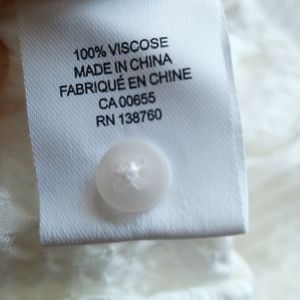 100% VISCOSE
MADE IN CHINA
FABRIQUÉ EN CHINE
CA 00655
RN 138760